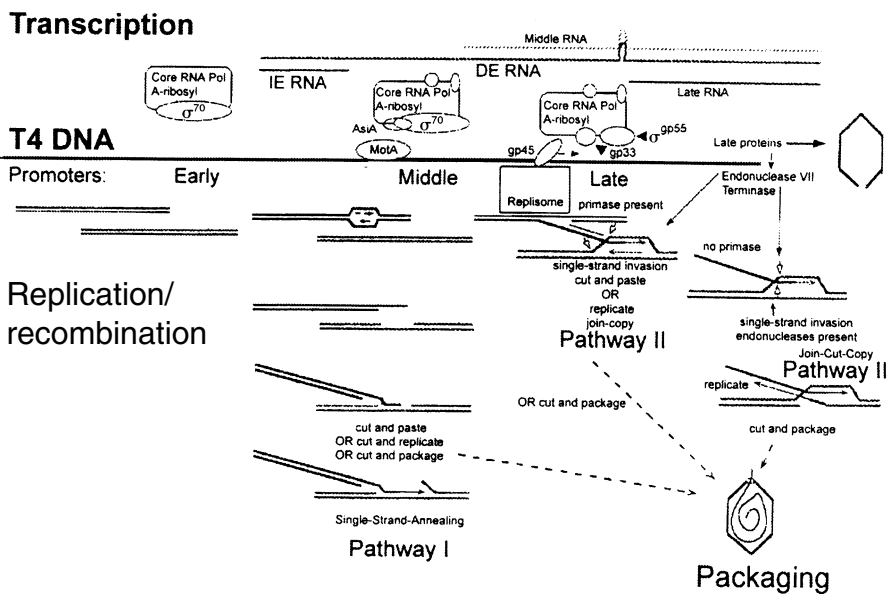 Transcription
Middle RNA
IE RNA
DE RNA
Late RNA
Core RNA Pol
A-ribosyl
σ70
Core RNA Pol
A-ribosyl
AsiA
σ70
MotA
Core RNA Pol
A-ribosyl
σgp55
gp45
gp33
T4 DNA
Late proteins
Promoters:
Early
Middle
Late
Endonuclease VII
Terminase
Replisome
primase present
no primase
Replication/
recombination
single-strand invasion
cut and paste
OR
replicate
join-copy
Pathway II
single-strand invasion
endonucleases present
Join-Cut-Copy
Pathway II
replicate
OR cut and package
cut and package
cut and paste
OR cut and replicate
OR cut and package
Single-Strand-Annealing
Pathway I
Packaging